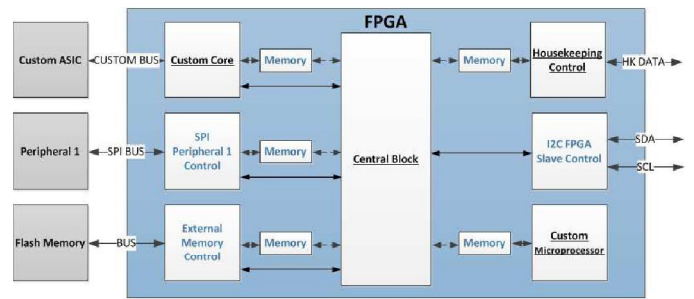 FPGA
Custom ASIC
CUSTOM BUS
Custom Core
Memory
Memory
Housekeeping
Control
HK DATA
Peripheral 1
SPI BUS
SPI
Peripheral 1
Control
Memory
Central Block
I2C FPGA
Slave Control
SDA
SCL
Flash Memory
BUS
External
Memory
Control
Memory
Memory
Custom
Microprocessor